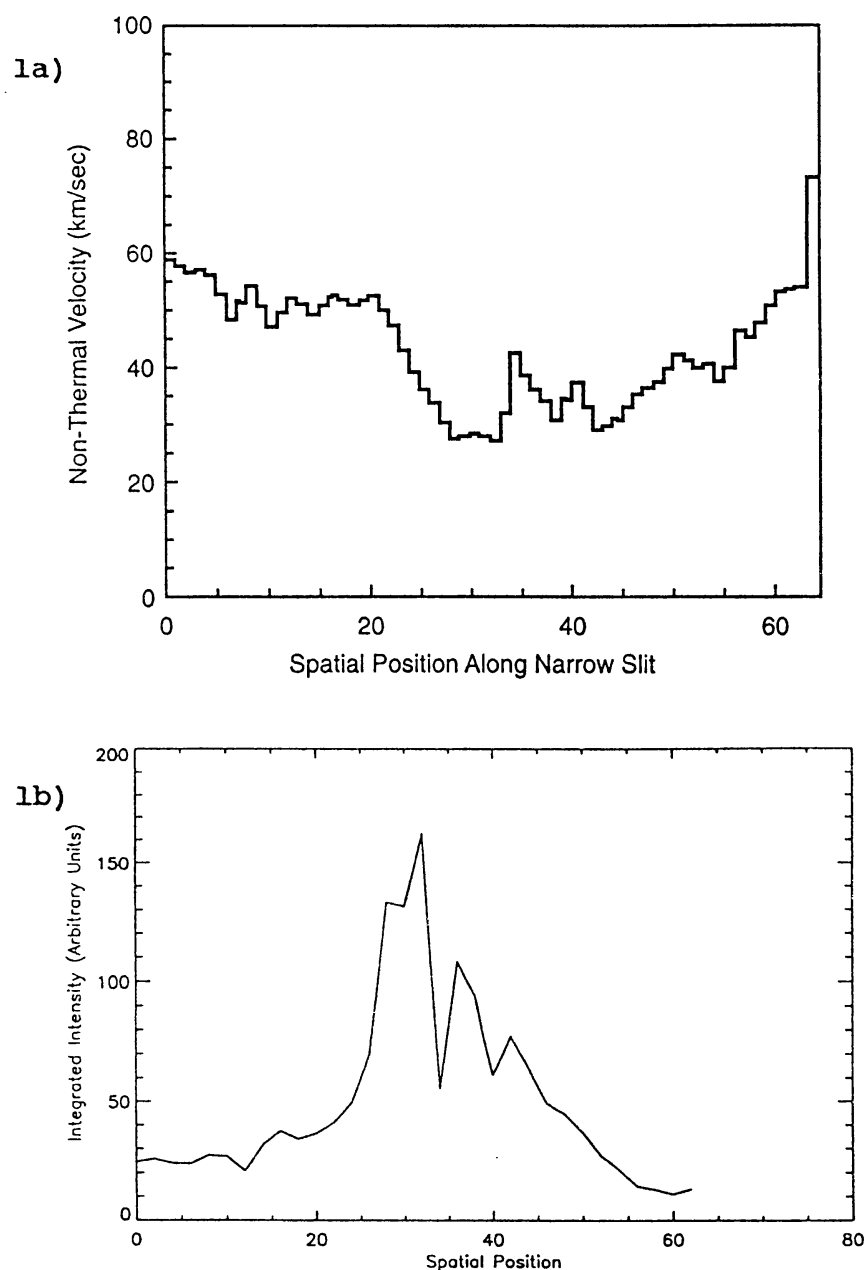 1a)
100
80
60
40
20
0
Non-Thermal Velocity (km/sec)
0 20 40 60
Spatial Position Along Narrow Slit
1b)
200
150
100
50
0
Integrated Intensity (Arbitrary Units)
0 20 40 60 80
Spatial Position